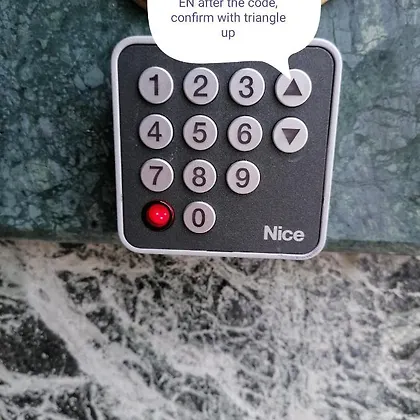 EN after the code,
confirm with triangle
up
1 2 3 ▲
4 5 6 ▼
7 8 9
0
Nice